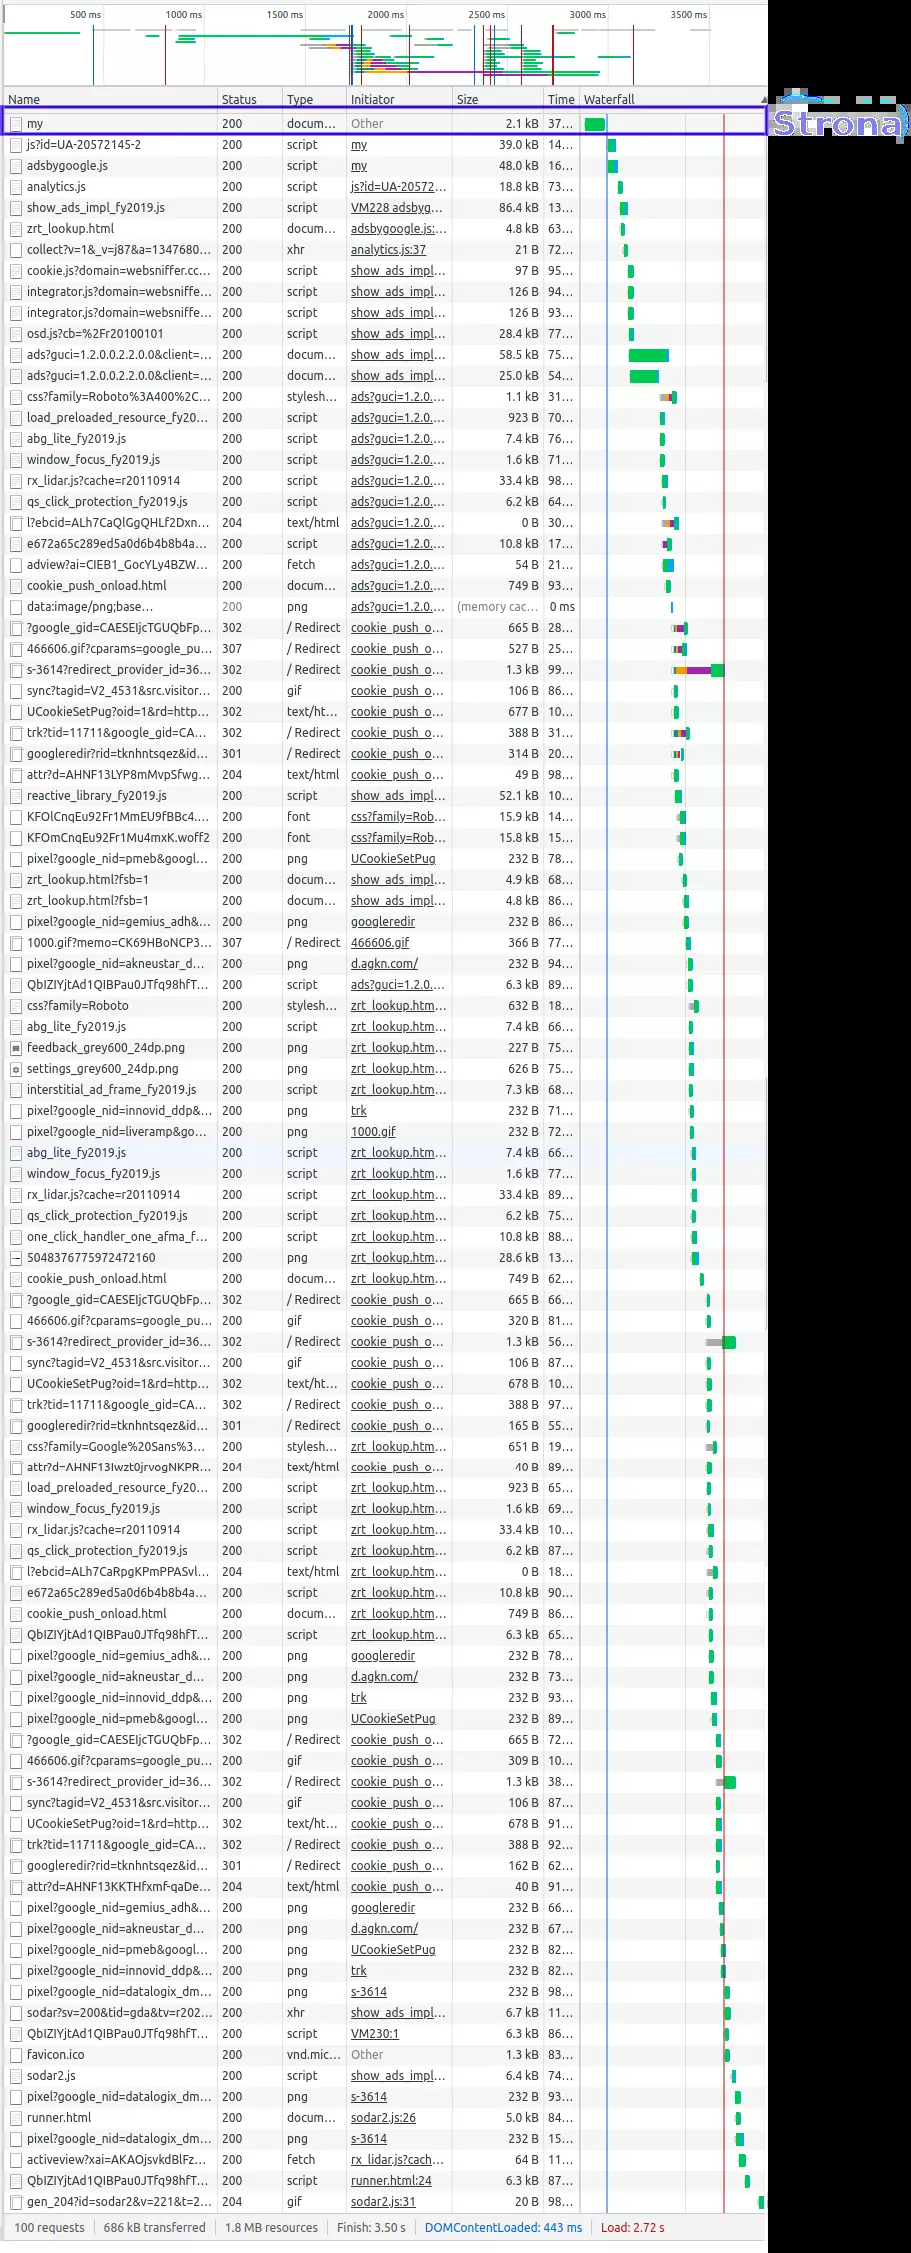 500 ms 1000 ms 1500 ms 2000 ms 2500 ms 3000 ms 3500 ms
Name Status Type Initiator Size Time Waterfall
my 200 docum... Other 2.1 kB 37...
Strona
js?id=UA-20572145-2 200 script my 39.0 kB 14...
adsbygoogle.js 200 script my 48.0 kB 16...
analytics.js 200 script js?id=UA-20572... 18.8 kB 73...
show_ads_impl_fy2019.js 200 script VM228 adsbyg... 86.4 kB 13...
zrt_lookup.html 200 docum... adsbygoogle.js:... 4.8 kB 63...
collect?v=1&_v=j87&a=1347680... 200 xhr analytics.js:37 21 B 72...
cookie.js?domain=websniffer.cc... 200 script show_ads_impl... 97 B 95...
integrator.js?domain=websniffe... 200 script show_ads_impl... 126 B 94...
integrator.js?domain=websniffe... 200 script show_ads_impl... 126 B 93...
osd.js?cb=%2Fr20100101 200 script show_ads_impl... 28.4 kB 77...
ads?guci=1.2.0.0.2.2.0.0&client=... 200 docum... show_ads_impl... 58.5 kB 75...
ads?guci=1.2.0.0.2.2.0.0&client=... 200 docum... show_ads_impl... 25.0 kB 54...
css?family=Roboto%3A400%2C... 200 stylesh... ads?guci=1.2.0.... 1.1 kB 31...
load_preloaded_resource_fy20... 200 script ads?guci=1.2.0.... 923 B 70...
abg_lite_fy2019.js 200 script ads?guci=1.2.0.... 7.4 kB 76...
window_focus_fy2019.js 200 script ads?guci=1.2.0.... 1.6 kB 71...
rx_lidar.js?cache=r20110914 200 script ads?guci=1.2.0.... 33.4 kB 98...
qs_click_protection_fy2019.js 200 script ads?guci=1.2.0.... 6.2 kB 64...
l?ebcid=ALh7CaQlGgQHLf2Dxn... 204 text/html ads?guci=1.2.0.... 0 B 30...
e672a65c289ed5a0d6b4b8b4a... 200 script ads?guci=1.2.0.... 10.8 kB 17...
adview?ai=CIEB1_GocYLy4BZW... 200 fetch ads?guci=1.2.0.... 54 B 21...
cookie_push_onload.html 200 docum... ads?guci=1.2.0.... 749 B 93...
data:image/png;base... 200 png ads?guci=1.2.0.... (memory cac... 0 ms
?google_gid=CAESEIjcTGUQbFp... 302 / Redirect cookie_push_o... 665 B 28...
466606.gif?cparams=google_pu... 307 / Redirect cookie_push_o... 527 B 25...
s-3614?redirect_provider_id=36... 302 / Redirect cookie_push_o... 1.3 kB 99...
sync?tagid=V2_4531&src.visitor... 200 gif cookie_push_o... 106 B 86...
UCookieSetPug?oid=1&rd=http... 302 text/ht... cookie_push_o... 677 B 10...
trk?tid=11711&google_gid=CA... 302 / Redirect cookie_push_o... 388 B 31...
googleredir?rid=tknhntsqez&id... 301 / Redirect cookie_push_o... 314 B 20...
attr?d=AHNF13LYP8mMvpSfwg... 204 text/html cookie_push_o... 49 B 98...
reactive_library_fy2019.js 200 script show_ads_impl... 52.1 kB 10...
KFOlCnqEu92Fr1MmEU9fBBc4.... 200 font css?family=Rob... 15.9 kB 14...
KFOmCnqEu92Fr1Mu4mxK.woff2 200 font css?family=Rob... 15.8 kB 15...
pixel?google_nid=pmeb&googl... 200 png UCookieSetPug 232 B 78...
zrt_lookup.html?fsb=1 200 docum... show_ads_impl... 4.9 kB 68...
zrt_lookup.html?fsb=1 200 docum... show_ads_impl... 4.8 kB 86...
pixel?google_nid=gemius_adh&... 200 png googleredir 232 B 86...
1000.gif?memo=CK69HBoNCP3... 307 / Redirect 466606.gif 366 B 77...
pixel?google_nid=akneustar_d... 200 png d.agkn.com/ 232 B 94...
QbIZIYjtAd1QIBPau0JTfq98hfT... 200 script ads?guci=1.2.0.... 6.3 kB 89...
css?family=Roboto 200 stylesh... zrt_lookup.htm... 632 B 18...
abg_lite_fy2019.js 200 script zrt_lookup.htm... 7.4 kB 66...
feedback_grey600_24dp.png 200 png zrt_lookup.htm... 227 B 75...
settings_grey600_24dp.png 200 png zrt_lookup.htm... 626 B 75...
interstitial_ad_frame_fy2019.js 200 script zrt_lookup.htm... 7.3 kB 68...
pixel?google_nid=innovid_ddp&... 200 png trk 232 B 71...
pixel?google_nid=liveramp&go... 200 png 1000.gif 232 B 72...
abg_lite_fy2019.js 200 script zrt_lookup.htm... 7.4 kB 66...
window_focus_fy2019.js 200 script zrt_lookup.htm... 1.6 kB 77...
rx_lidar.js?cache=r20110914 200 script zrt_lookup.htm... 33.4 kB 89...
qs_click_protection_fy2019.js 200 script zrt_lookup.htm... 6.2 kB 75...
one_click_handler_one_afma_f... 200 script zrt_lookup.htm... 10.8 kB 88...
5048376775972472160 200 png zrt_lookup.htm... 28.6 kB 13...
cookie_push_onload.html 200 docum... zrt_lookup.htm... 749 B 62...
?google_gid=CAESEIjcTGUQbFp... 302 / Redirect cookie_push_o... 665 B 66...
466606.gif?cparams=google_pu... 200 gif cookie_push_o... 320 B 81...
s-3614?redirect_provider_id=36... 302 / Redirect cookie_push_o... 1.3 kB 56...
sync?tagid=V2_4531&src.visitor... 200 gif cookie_push_o... 106 B 87...
UCookieSetPug?oid=1&rd=http... 302 text/ht... cookie_push_o... 678 B 10...
trk?tid=11711&google_gid=CA... 302 / Redirect cookie_push_o... 388 B 97...
googleredir?rid=tknhntsqez&id... 301 / Redirect cookie_push_o... 165 B 55...
css?family=Google%20Sans%3... 200 stylesh... zrt_lookup.htm... 651 B 19...
attr?d=AHNF13Iwzt0jrvogNKPR... 204 text/html cookie_push_o... 40 B 89...
load_preloaded_resource_fy20... 200 script zrt_lookup.htm... 923 B 65...
window_focus_fy2019.js 200 script zrt_lookup.htm... 1.6 kB 69...
rx_lidar.js?cache=r20110914 200 script zrt_lookup.htm... 33.4 kB 10...
qs_click_protection_fy2019.js 200 script zrt_lookup.htm... 6.2 kB 87...
l?ebcid=ALh7CaRpgKPmPPASvl... 204 text/html zrt_lookup.htm... 0 B 18...
e672a65c289ed5a0d6b4b8b4a... 200 script zrt_lookup.htm... 10.8 kB 90...
cookie_push_onload.html 200 docum... zrt_lookup.htm... 749 B 86...
QbIZIYjtAd1QIBPau0JTfq98hfT... 200 script zrt_lookup.htm... 6.3 kB 65...
pixel?google_nid=gemius_adh&... 200 png googleredir 232 B 78...
pixel?google_nid=akneustar_d... 200 png d.agkn.com/ 232 B 73...
pixel?google_nid=innovid_ddp&... 200 png trk 232 B 93...
pixel?google_nid=pmeb&googl... 200 png UCookieSetPug 232 B 89...
?google_gid=CAESEIjcTGUQbFp... 302 / Redirect cookie_push_o... 665 B 72...
466606.gif?cparams=google_pu... 200 gif cookie_push_o... 309 B 10...
s-3614?redirect_provider_id=36... 302 / Redirect cookie_push_o... 1.3 kB 38...
sync?tagid=V2_4531&src.visitor... 200 gif cookie_push_o... 106 B 87...
UCookieSetPug?oid=1&rd=http... 302 text/ht... cookie_push_o... 678 B 91...
trk?tid=11711&google_gid=CA... 302 / Redirect cookie_push_o... 388 B 92...
googleredir?rid=tknhntsqez&id... 301 / Redirect cookie_push_o... 162 B 62...
attr?d=AHNF13KKTHfxmf-qaDe... 204 text/html cookie_push_o... 40 B 91...
pixel?google_nid=gemius_adh&... 200 png googleredir 232 B 66...
pixel?google_nid=akneustar_d... 200 png d.agkn.com/ 232 B 67...
pixel?google_nid=pmeb&googl... 200 png UCookieSetPug 232 B 82...
pixel?google_nid=innovid_ddp&... 200 png trk 232 B 82...
pixel?google_nid=datalogix_dm... 200 png s-3614 232 B 98...
sodar?sv=200&tid=gda&tv=r202... 200 xhr show_ads_impl... 6.7 kB 11...
QbIZIYjtAd1QIBPau0JTfq98hfT... 200 script VM230:1 6.3 kB 86...
favicon.ico 200 vnd.mic... Other 1.3 kB 83...
sodar2.js 200 script show_ads_impl... 6.4 kB 74...
pixel?google_nid=datalogix_dm... 200 png s-3614 232 B 93...
runner.html 200 docum... sodar2.js:26 5.0 kB 84...
pixel?google_nid=datalogix_dm... 200 png s-3614 232 B 15...
activeview?xai=AKAOjsvkdBlFz... 200 fetch rx_lidar.js?cach... 64 B 11...
QbIZIYjtAd1QIBPau0JTfq98hfT... 200 script runner.html:24 6.3 kB 87...
gen_204?id=sodar2&v=221&t=2... 204 gif sodar2.js:31 20 B 98...
100 requests 686 kB transferred 1.8 MB resources Finish: 3.50 s DOMContentLoaded: 443 ms Load: 2.72 s